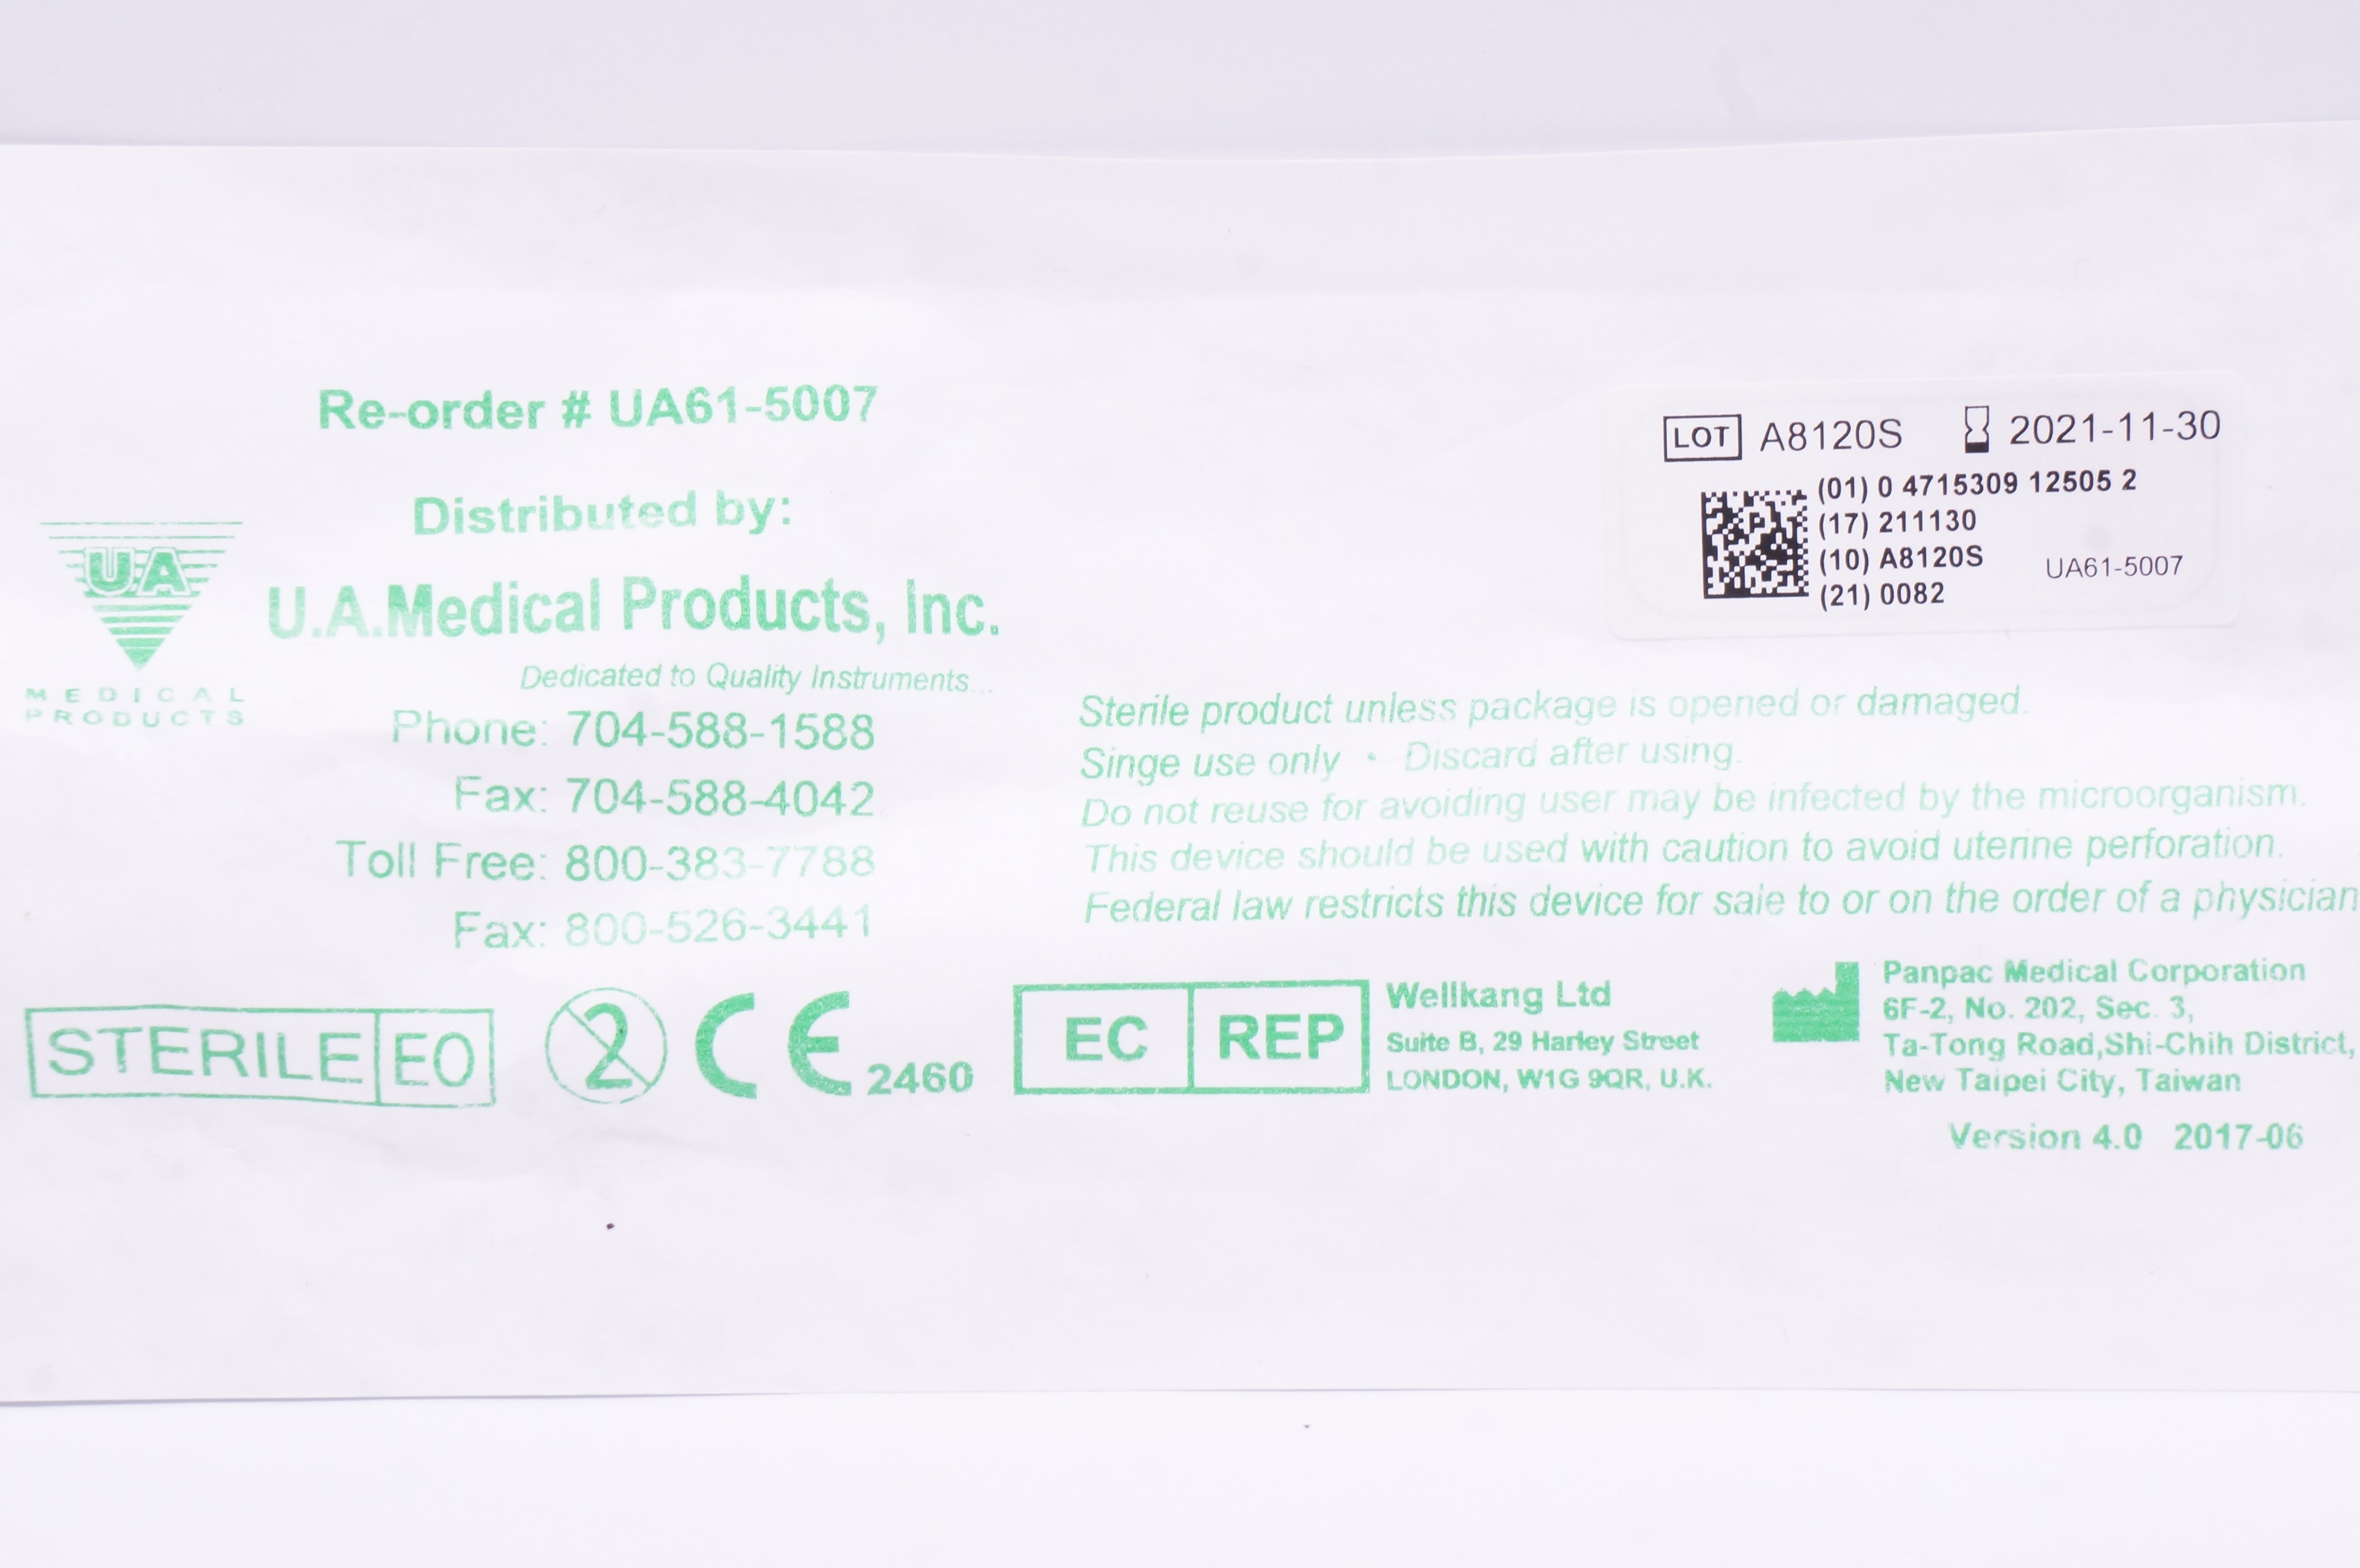 Re-order # UA61-5007
Distributed by:
UA
MEDICAL
PRODUCTS
U.A.Medical Products, Inc.
Dedicated to Quality Instruments...
Phone: 704-588-1588
Fax: 704-588-4042
Toll Free: 800-383-7788
Fax: 800-526-3441
LOT A8120S 2021-11-30
(01) 0 4715309 12505 2
(17) 211130
(10) A8120S
(21) 0082
UA61-5007
Sterile product unless package is opened or damaged.
Singe use only • Discard after using.
Do not reuse for avoiding user may be infected by the microorganism.
This device should be used with caution to avoid uterine perforation.
Federal law restricts this device for sale to or on the order of a physician
STERILE EO
2
CE 2460
EC REP
Wellkang Ltd
Suite B, 29 Harley Street
LONDON, W1G 9QR, U.K.
Panpac Medical Corporation
6F-2, No. 202, Sec. 3,
Ta-Tong Road,Shi-Chih District,
New Taipei City, Taiwan
Version 4.0 2017-06